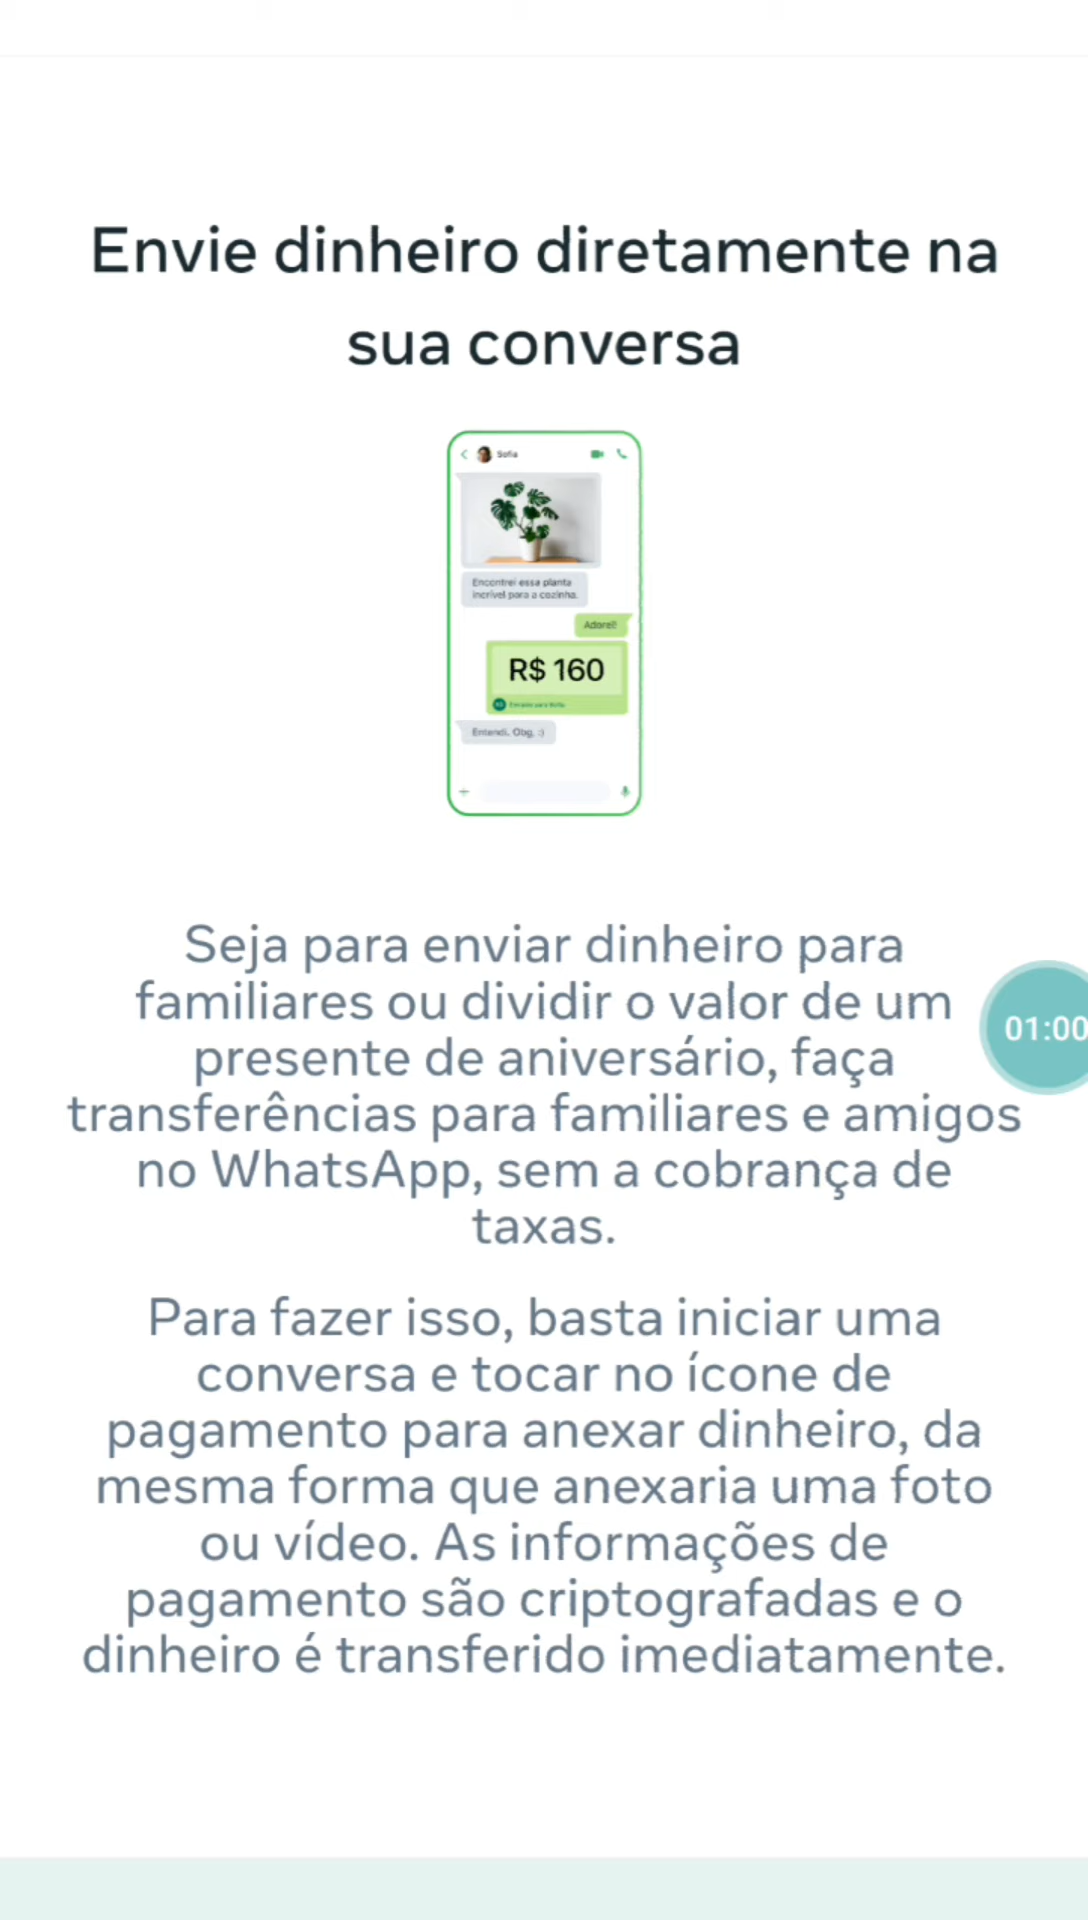 Envie dinheiro diretamente na
sua conversa
Sofia
Encontrei essa planta
incrível para a cozinha.
Adorei!
R$ 160
Entendi. Obg. :)
Seja para enviar dinheiro para
familiares ou dividir o valor de um
presente de aniversário, faça
01:00
transferências para familiares e amigos
no WhatsApp, sem a cobrança de
taxas.
Para fazer isso, basta iniciar uma
conversa e tocar no ícone de
pagamento para anexar dinheiro, da
mesma forma que anexaria uma foto
ou vídeo. As informações de
pagamento são criptografadas e o
dinheiro é transferido imediatamente.